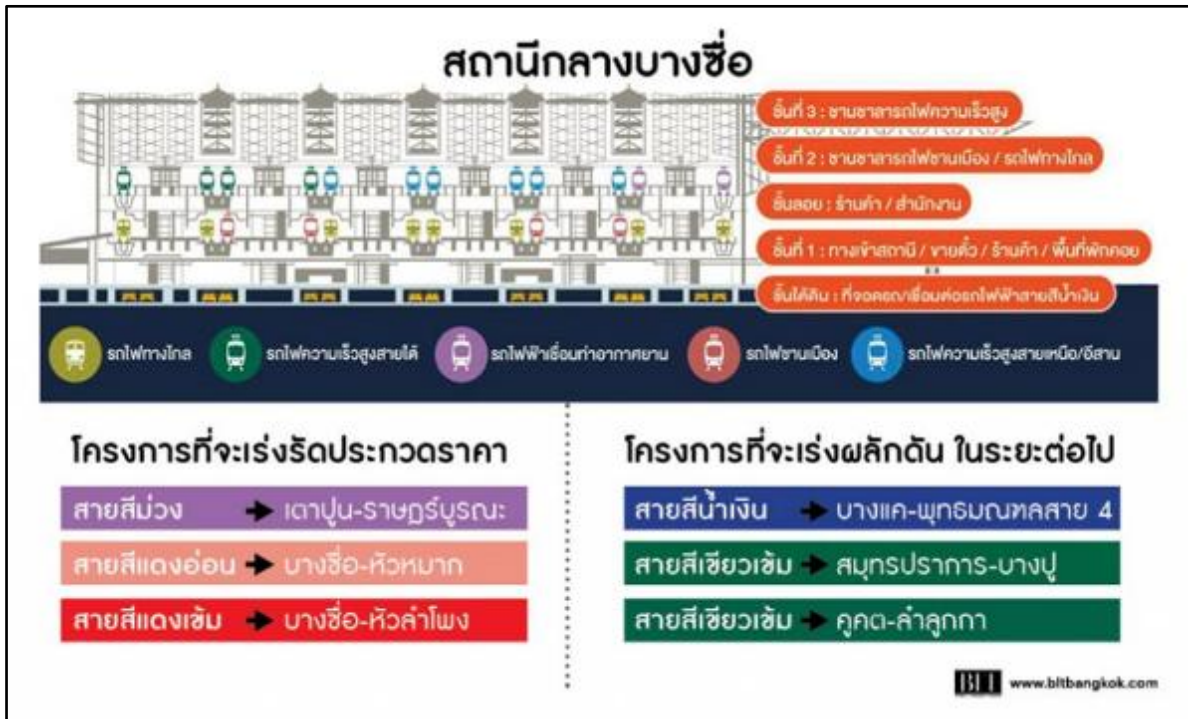 สถานีกลางบางซื่อ
ชั้นที่ 3 : ชานชาลารถไฟความเร็วสูง
ชั้นที่ 2 : ชานชาลารถไฟชานเมือง / รถไฟทางไกล
ชั้นลอย : ร้านค้า / สำนักงาน
ชั้นที่ 1 : ทางเข้าสถานี / ขายตั๋ว / ร้านค้า / พื้นที่พักคอย
ชั้นใต้ดิน : ที่จอดรถ/เชื่อมต่อรถไฟฟ้าสายสีน้ำเงิน
รถไฟทางไกล
รถไฟความเร็วสูงสายใต้
รถไฟฟ้าเชื่อมท่าอากาศยาน
รถไฟชานเมือง
รถไฟความเร็วสูงสายเหนือ/อีสาน
โครงการที่จะเร่งรัดประกวดราคา
สายสีม่วง → เตาปูน-ราษฎร์บูรณะ
สายสีแดงอ่อน → บางซื่อ-หัวหมาก
สายสีแดงเข้ม → บางซื่อ-หัวลำโพง
โครงการที่จะเร่งผลักดัน ในระยะต่อไป
สายสีน้ำเงิน → บางแค-พุทธมณฑลสาย 4
สายสีเขียวเข้ม → สมุทรปราการ-บางปู
สายสีเขียวเข้ม → คูคต-ลำลูกกา
BLT www.bltbangkok.com